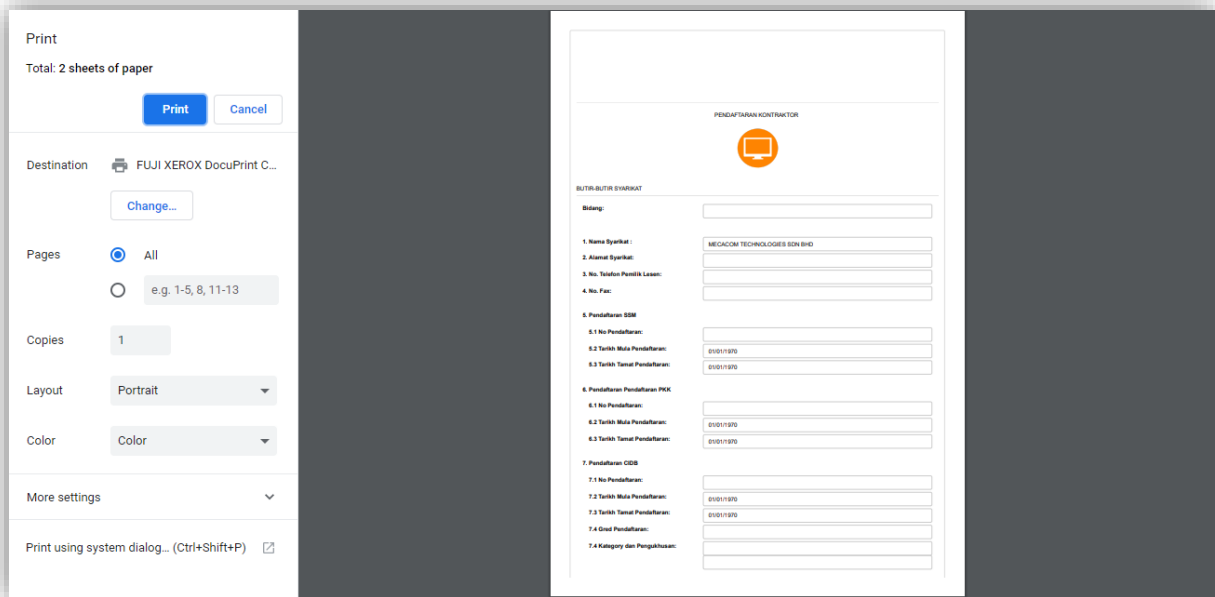 Print
Total: 2 sheets of paper
Print Cancel
Destination FUJI XEROX DocuPrint C...
Change...
Pages All
e.g. 1-5, 8, 11-13
Copies 1
Layout Portrait
Color Color
More settings
Print using system dialog... (Ctrl+Shift+P)
PENDAFTARAN KONTRAKTOR
BUTIR-BUTIR SYARIKAT
Bidang:
1. Nama Syarikat : MECACOM TECHNOLOGIES SDN BHD
2. Alamat Syarikat:
3. No. Telefon Pemilik Lesen:
4. No. Fax:
5. Pendaftaran SSM
5.1 No Pendaftaran:
5.2 Tarikh Mula Pendaftaran: 01/01/1970
5.3 Tarikh Tamat Pendaftaran: 01/01/1970
6. Pendaftaran Pendaftaran PKK
6.1 No Pendaftaran:
6.2 Tarikh Mula Pendaftaran: 01/01/1970
6.3 Tarikh Tamat Pendaftaran: 01/01/1970
7. Pendaftaran CIDB
7.1 No Pendaftaran:
7.2 Tarikh Mula Pendaftaran: 01/01/1970
7.3 Tarikh Tamat Pendaftaran: 01/01/1970
7.4 Gred Pendaftaran:
7.4 Kategory dan Pengukhusan: